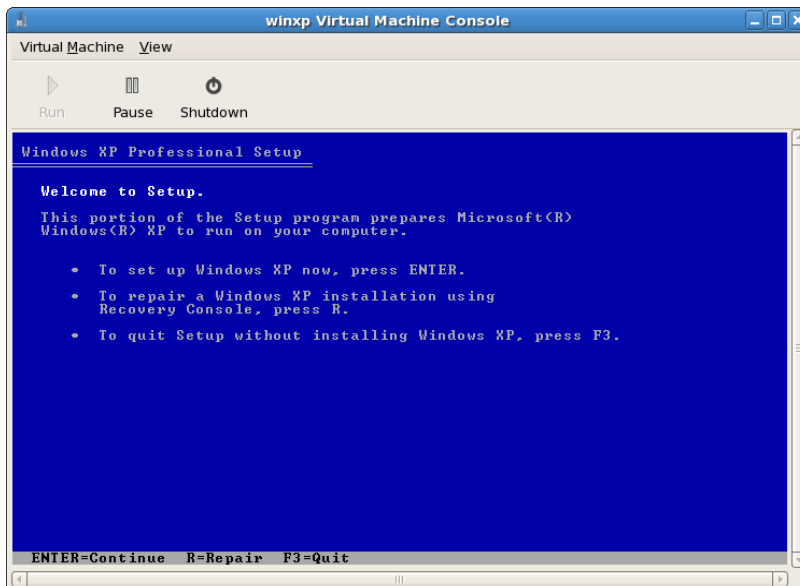 winxp Virtual Machine Console
Virtual Machine View
Run Pause Shutdown
Windows XP Professional Setup
Welcome to Setup.
This portion of the Setup program prepares Microsoft(R)
Windows(R) XP to run on your computer.
• To set up Windows XP now, press ENTER.
• To repair a Windows XP installation using
Recovery Console, press R.
• To quit Setup without installing Windows XP, press F3.
ENTER=Continue R=Repair F3=Quit